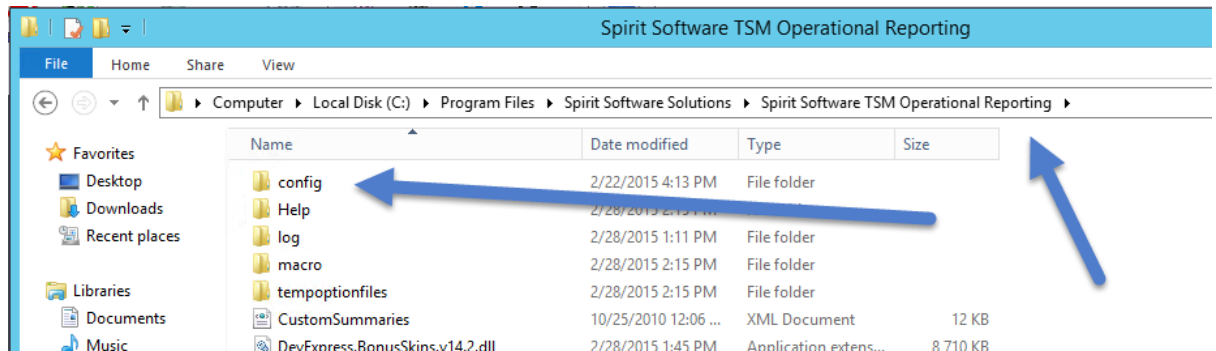 Spirit Software TSM Operational Reporting
File Home Share View
Computer Local Disk (C:) Program Files Spirit Software Solutions Spirit Software TSM Operational Reporting
Favorites Name Date modified Type Size
Desktop config 2/22/2015 4:13 PM File folder
Downloads Help File folder
Recent places log 2/28/2015 1:11 PM File folder
macro 2/28/2015 2:15 PM File folder
Libraries tempoptionfiles 2/28/2015 2:15 PM File folder
Documents CustomSummaries 10/25/2010 12:06 ... XML Document 12 KB
Music DevExpress.BonusSkins.v14.2.dll 2/28/2015 1:45 PM Application extens... 8,710 KB